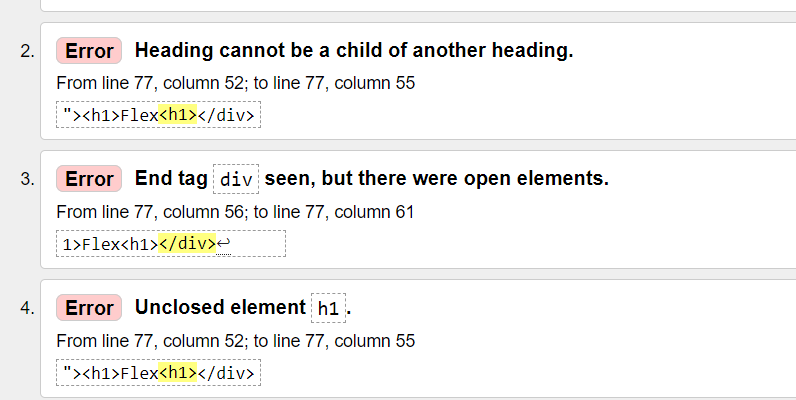 2. Error Heading cannot be a child of another heading.
From line 77, column 52; to line 77, column 55
"><h1>Flex<h1></div>
3. Error End tag div seen, but there were open elements.
From line 77, column 56; to line 77, column 61
1>Flex<h1></div>↩
4. Error Unclosed element h1.
From line 77, column 52; to line 77, column 55
"><h1>Flex<h1></div>